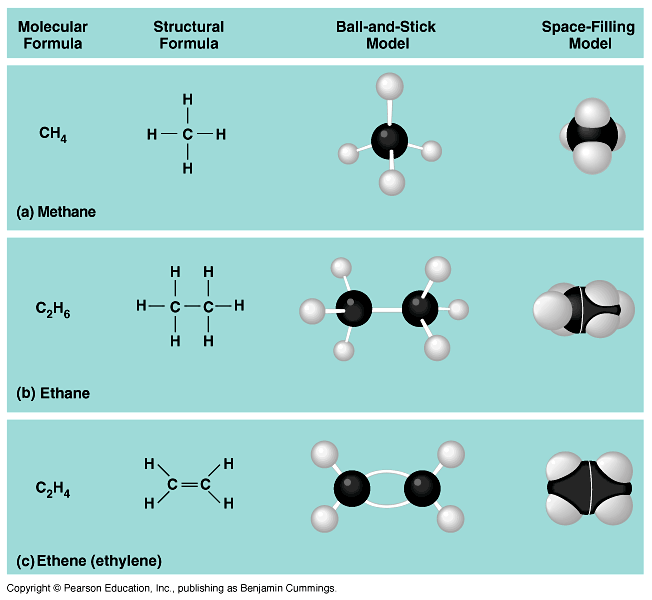 Molecular Formula
Structural Formula
Ball-and-Stick Model
Space-Filling Model
CH₄
H
H C H
H
(a) Methane
C₂H₆
H H
H C C H
H H
(b) Ethane
C₂H₄
H H
C = C
H H
(c) Ethene (ethylene)
Copyright © Pearson Education, Inc., publishing as Benjamin Cummings.